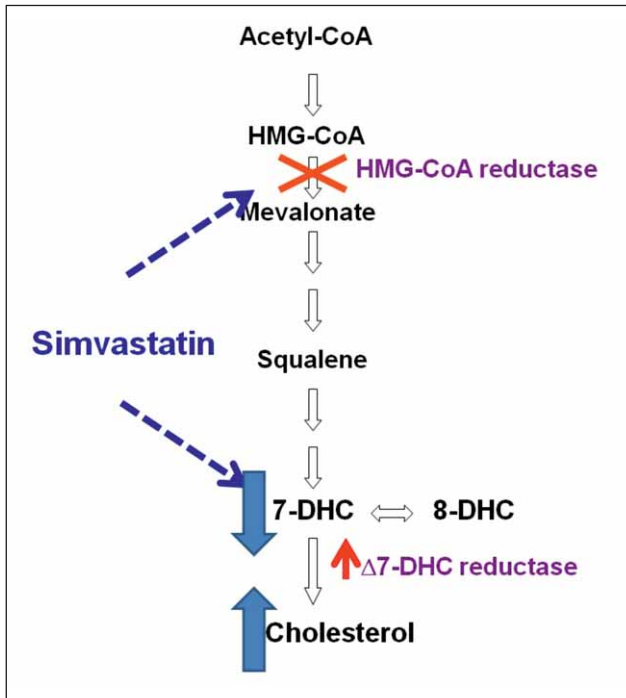 Acetyl-CoA
HMG-CoA
HMG-CoA reductase
Mevalonate
Simvastatin
Squalene
7-DHC
8-DHC
Δ7-DHC reductase
Cholesterol